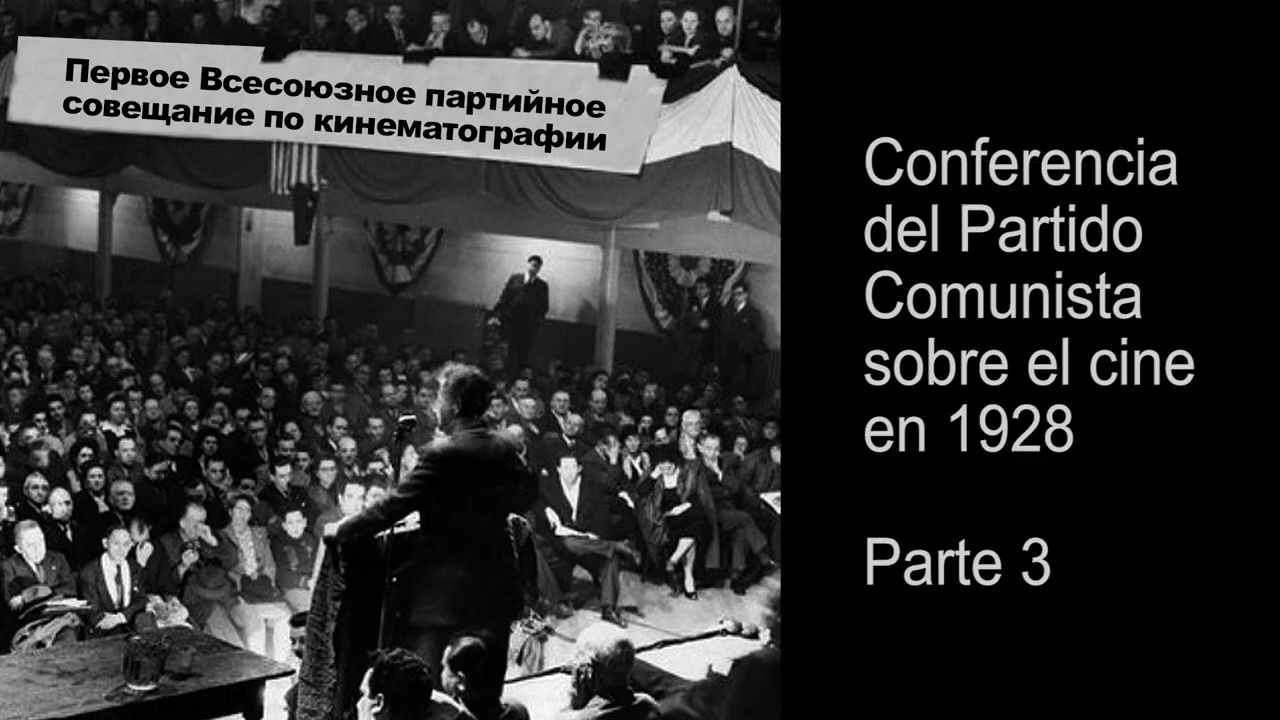 Первое Всесоюзное партийное
совещание по кинематографии
Conferencia
del Partido
Comunista
sobre el cine
en 1928
Parte 3